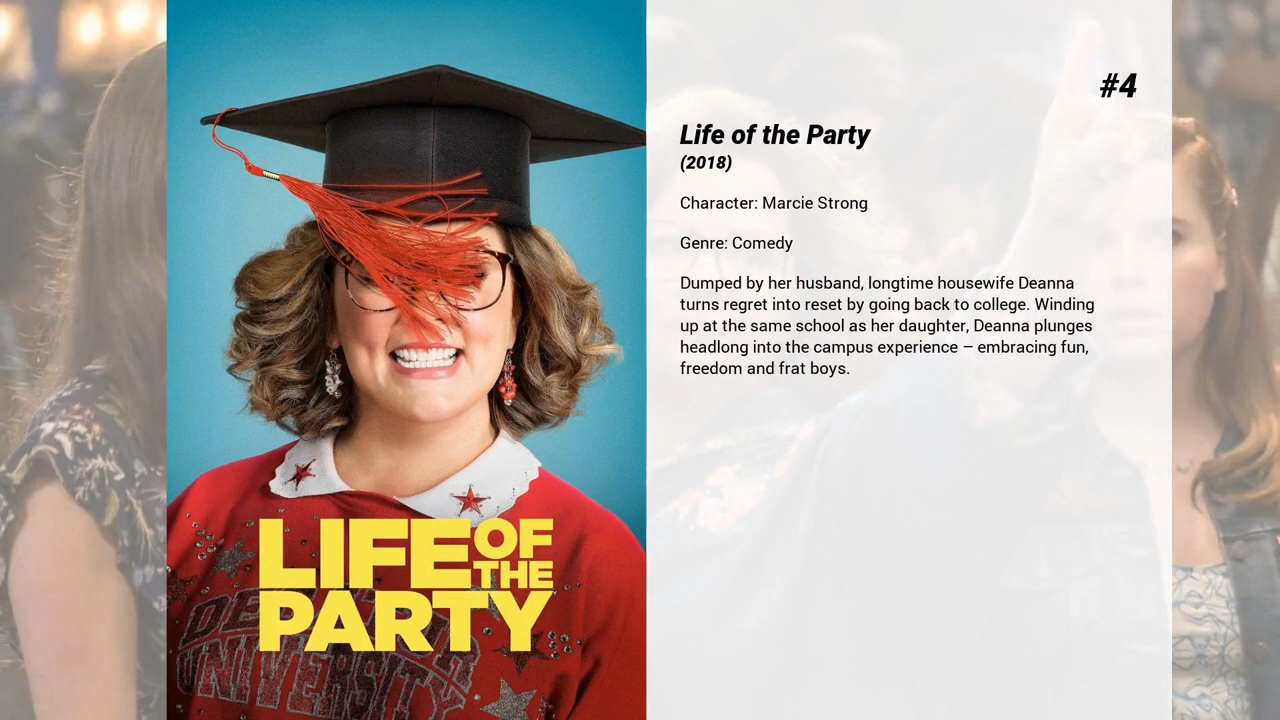 #4
Life of the Party
(2018)
Character: Marcie Strong
Genre: Comedy
Dumped by her husband, longtime housewife Deanna
turns regret into reset by going back to college. Winding
up at the same school as her daughter, Deanna plunges
headlong into the campus experience – embracing fun,
freedom and frat boys.
LIFE OF
THE
PARTY
UNIVERSITY